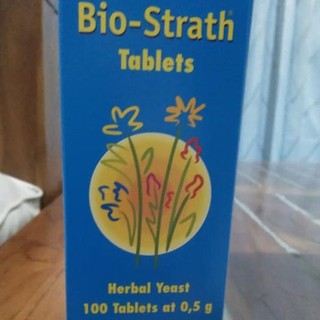 Bio-Strath®
Tablets
Herbal Yeast
100 Tablets at 0,5 g